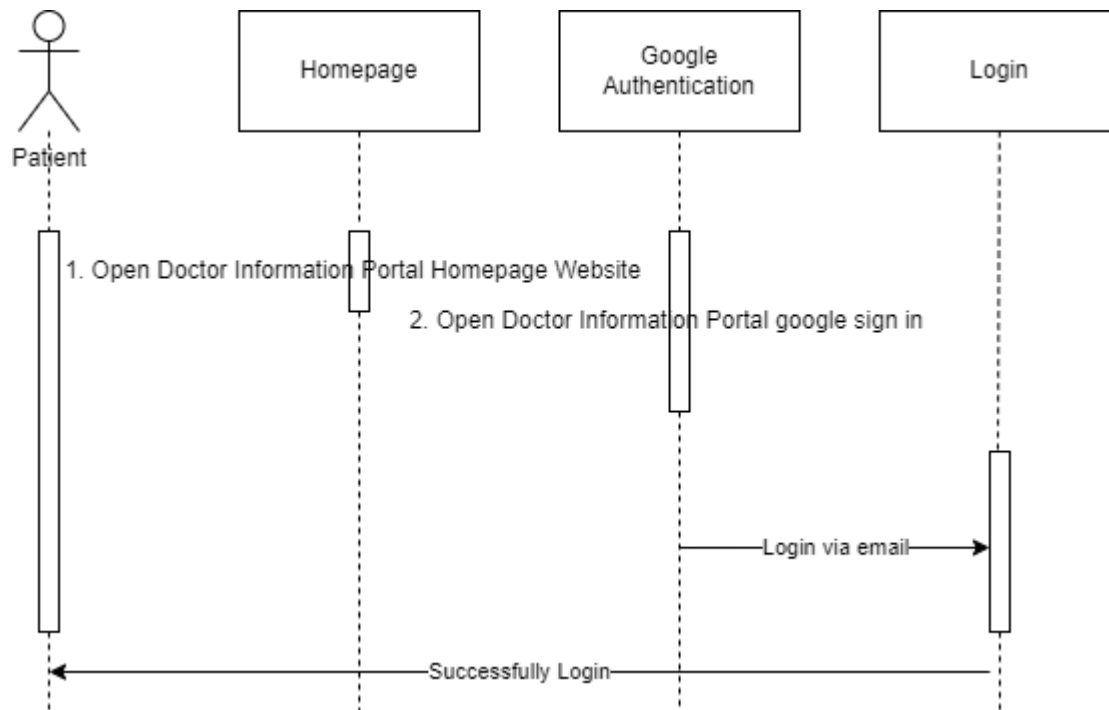 Homepage
Google
Authentication
Login
Patient
1. Open Doctor Information Portal Homepage Website
2. Open Doctor Information Portal google sign in
Login via email
Successfully Login